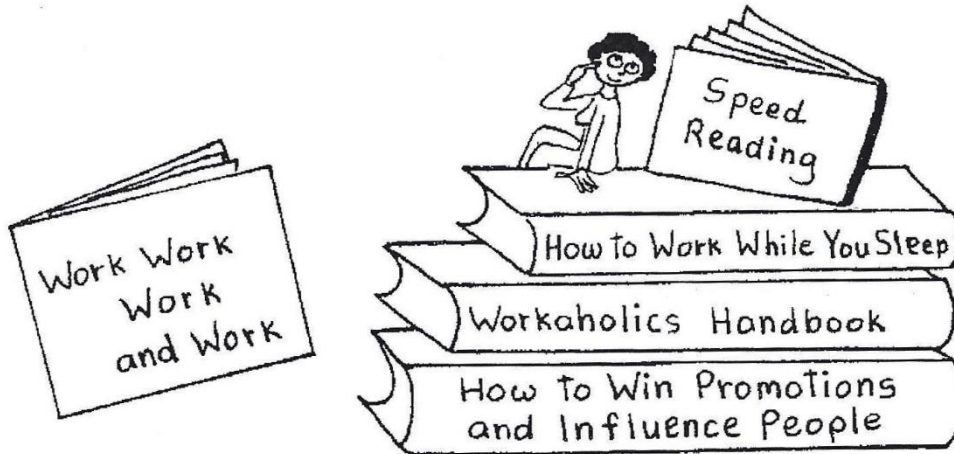 Work Work
Work
and Work
Speed
Reading
How to Work While You Sleep
Workaholics Handbook
How to Win Promotions
and Influence People